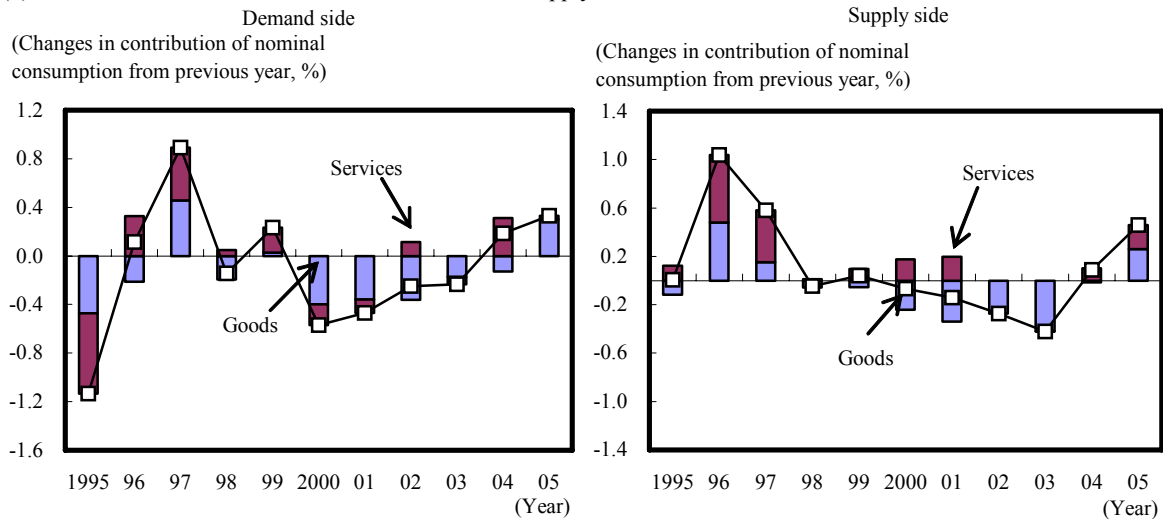 Demand side
(Changes in contribution of nominal
consumption from previous year, %)
1.2
0.8
0.4
0.0
-0.4
-0.8
-1.2
-1.6
Services
Goods
1995 96 97 98 99 2000 01 02 03 04 05
(Year)
Supply side
(Changes in contribution of nominal
consumption from previous year, %)
1.4
1.0
0.6
0.2
-0.2
-0.6
-1.0
-1.4
Services
Goods
1995 96 97 98 99 2000 01 02 03 04 05
(Year)